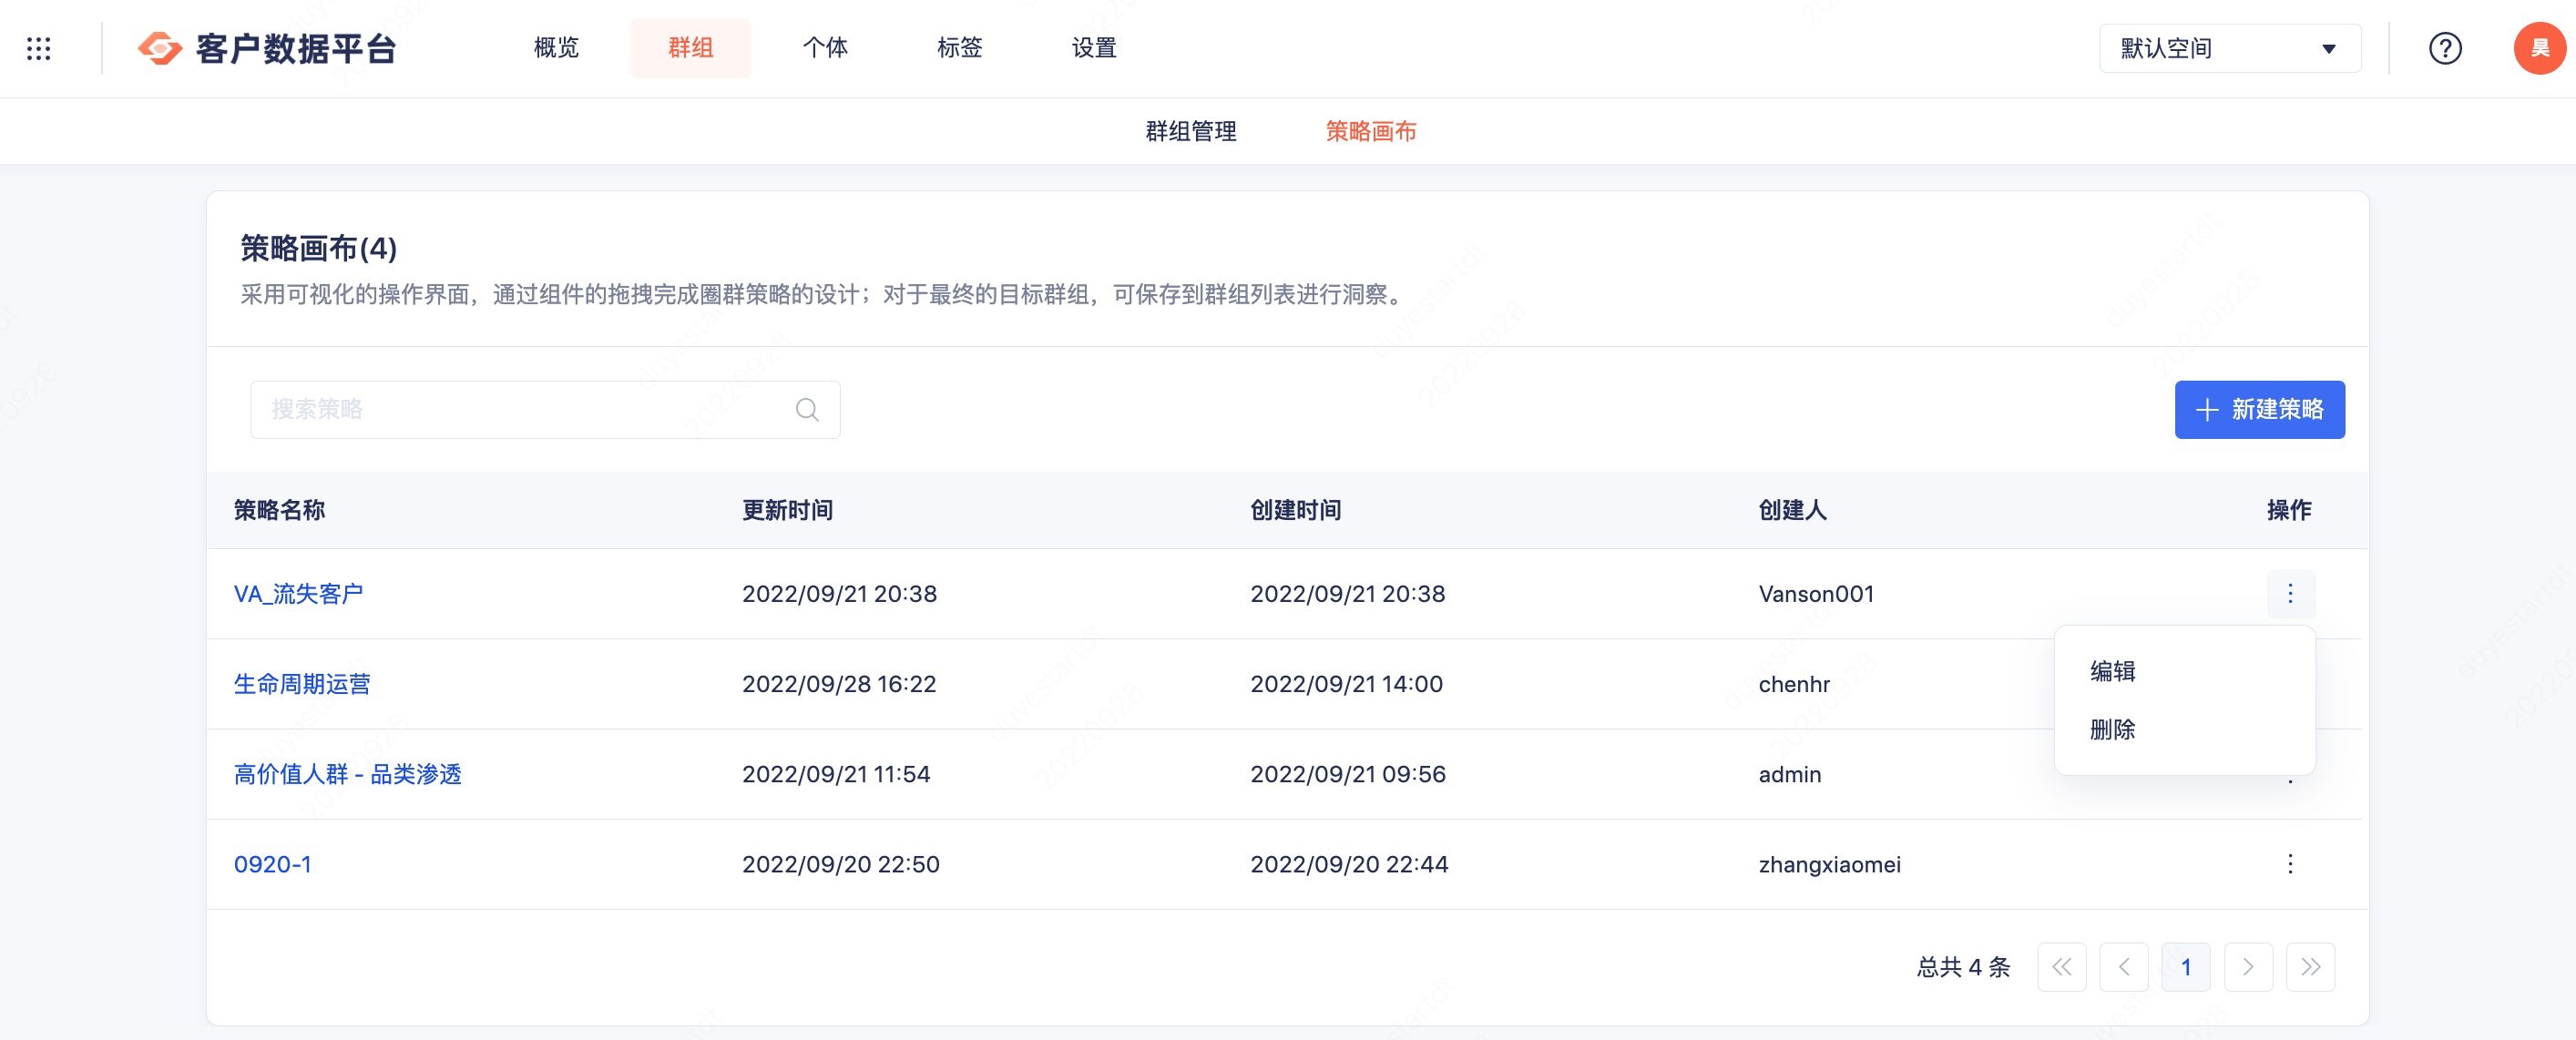 客户数据平台 概览 群组 个体 标签 设置 默认空间 昊
群组管理 策略画布
策略画布(4)
采用可视化的操作界面，通过组件的拖拽完成圈群策略的设计；对于最终的目标群组，可保存到群组列表进行洞察。
搜索策略 新建策略
策略名称 更新时间 创建时间 创建人 操作
VA_流失客户 2022/09/21 20:38 2022/09/21 20:38 Vanson001
编辑
生命周期运营 2022/09/28 16:22 2022/09/21 14:00 chenhr
删除
高价值人群 - 品类渗透 2022/09/21 11:54 2022/09/21 09:56 admin
0920-1 2022/09/20 22:50 2022/09/20 22:44 zhangxiaomei
总共 4 条 1
duyestartdt
20220928